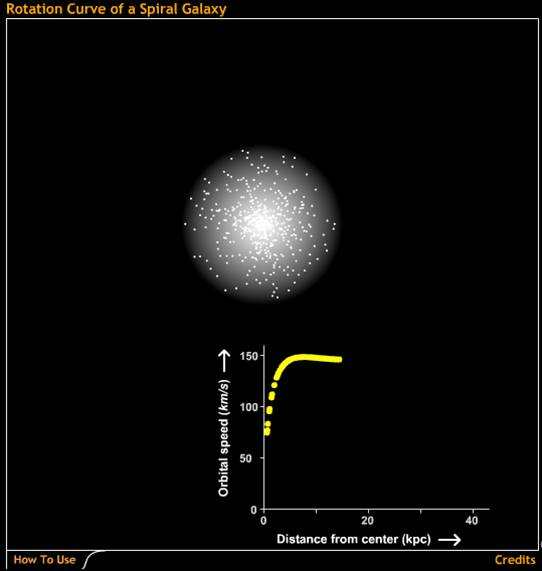 Rotation Curve of a Spiral Galaxy
150
100
50
0
Orbital speed (km/s)
0 20 40
Distance from center (kpc)
How To Use
Credits